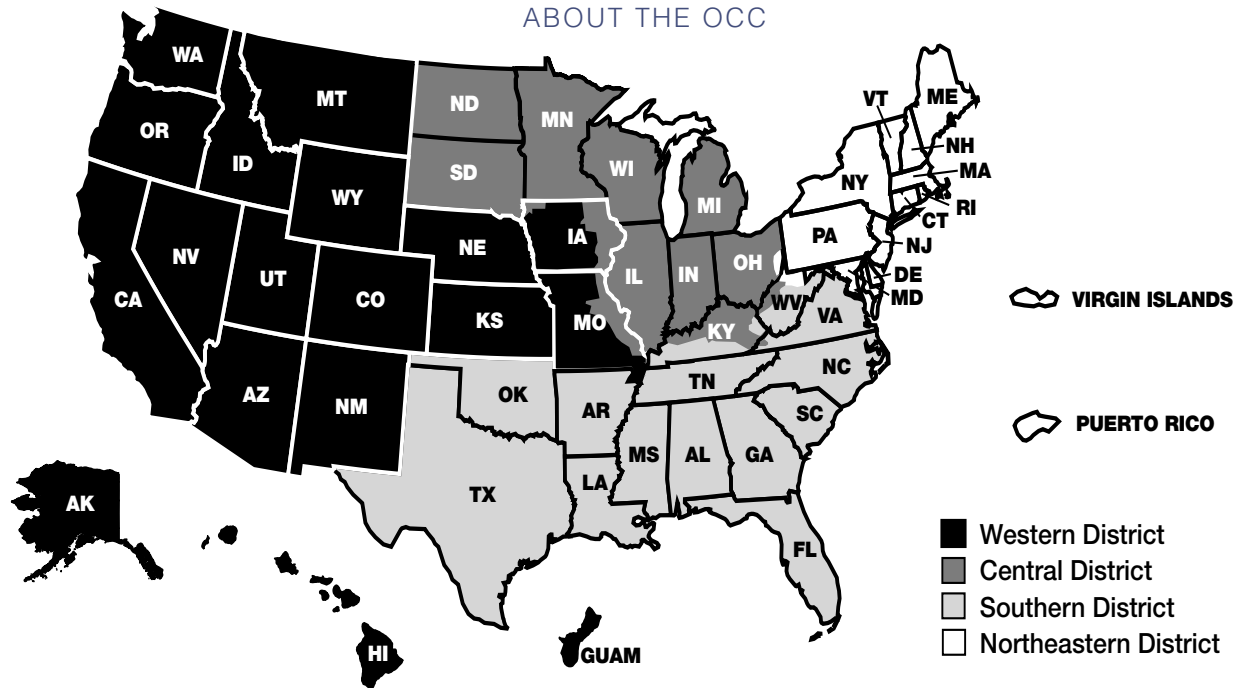 ABOUT THE OCC
WA
MT
ND
MN
OR
ID
WY
SD
WI
MI
VT
ME
NH
MA
NY
RI
CT
PA
NJ
DE
MD
NV
CA
UT
CO
NE
IA
KS
MO
IL
IN
OH
KY
WV
VA
NC
TN
SC
AZ
NM
OK
AR
MS
AL
GA
LA
TX
FL
AK
HI
GUAM
VIRGIN ISLANDS
PUERTO RICO
Western District
Central District
Southern District
Northeastern District